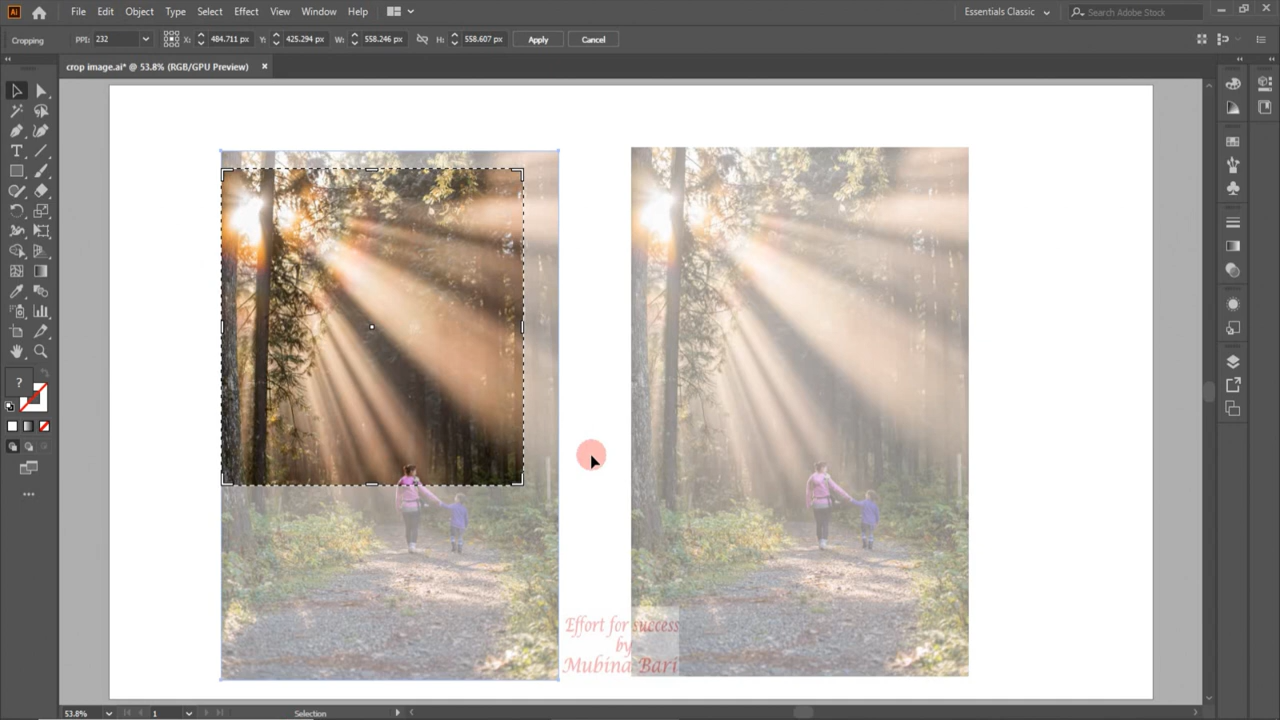 Ai File Edit Object Type Select Effect View Window Help Essentials Classic Search Adobe Stock
Cropping PPI: 232 X: 484.711 px Y: 425.294 px W: 558.246 px H: 558.607 px Apply Cancel
crop image.ai* @ 53.8% (RGB/GPU Preview) ×
?
Effort for success
by
Mubina Bari
53.8% 1 Selection